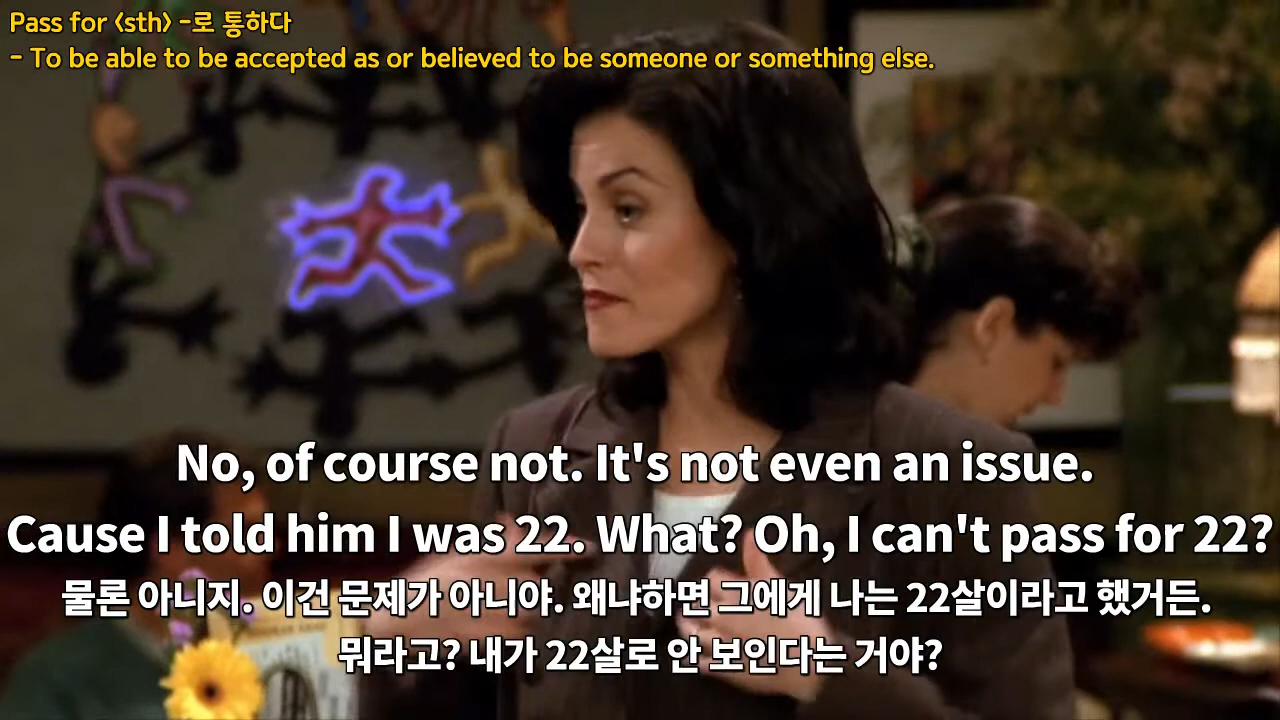 Pass for <sth> -로 통하다
- To be able to be accepted as or believed to be someone or something else.
No, of course not. It's not even an issue.
Cause I told him I was 22. What? Oh, I can't pass for 22?
물론 아니지. 이건 문제가 아니야. 왜냐하면 그에게 나는 22살이라고 했거든.
뭐라고? 내가 22살로 안 보인다는 거야?